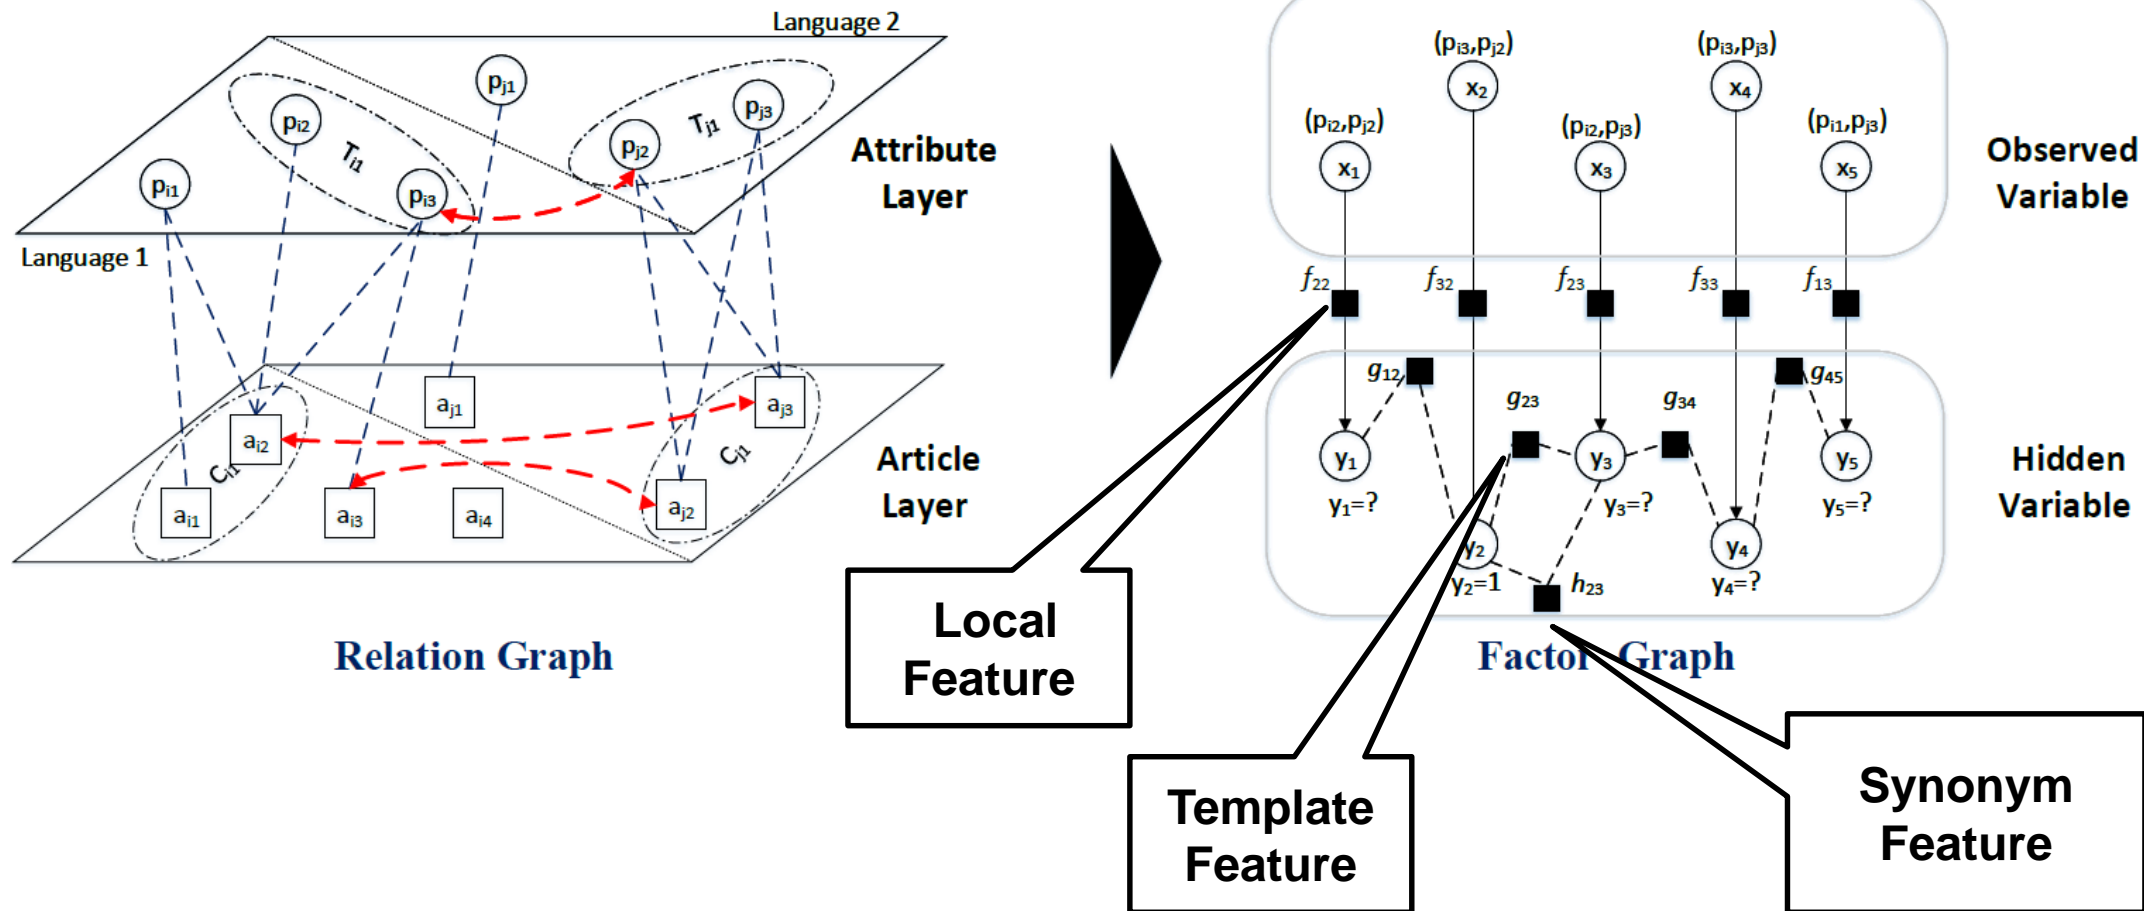 Language 2
p_j1
p_i2
T_i1
p_i3
p_i1
p_j2
T_j1
p_j3
Attribute
Layer
Language 1
a_j1
a_j3
a_i2
C_i1
C_j1
a_i1
a_i3
a_i4
a_j2
Article
Layer
Relation Graph
(p_i3,p_j2)
(p_i3,p_j3)
x_2
x_4
(p_i2,p_j2)
(p_i2,p_j3)
(p_i1,p_j3)
x_1
x_3
x_5
Observed
Variable
f_22
f_32
f_23
f_33
f_13
g_12
g_45
g_23
g_34
y_1
y_3
y_5
y_1=?
y_3=?
y_5=?
y_2
y_4
y_2=1
h_23
y_4=?
Hidden
Variable
Factor Graph
Local
Feature
Template
Feature
Synonym
Feature